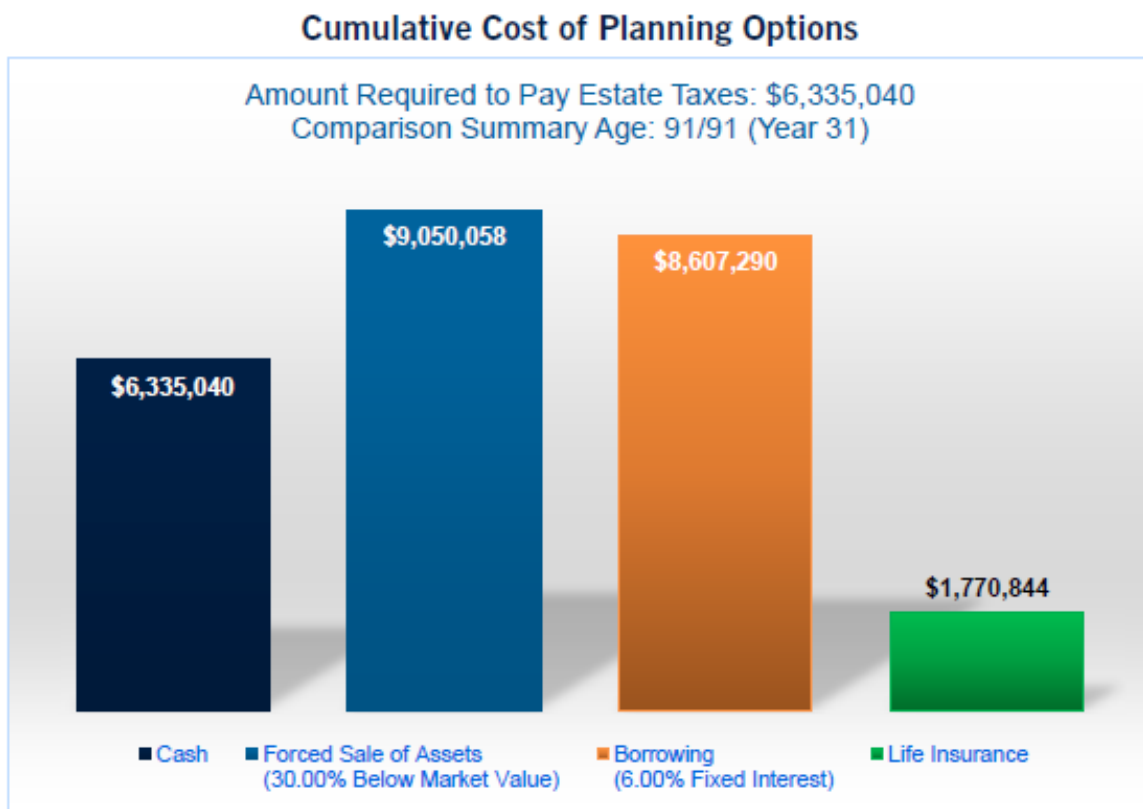 Cumulative Cost of Planning Options
Amount Required to Pay Estate Taxes: $6,335,040
Comparison Summary Age: 91/91 (Year 31)
$6,335,040
$9,050,058
$8,607,290
$1,770,844
Cash
Forced Sale of Assets
(30.00% Below Market Value)
Borrowing
(6.00% Fixed Interest)
Life Insurance